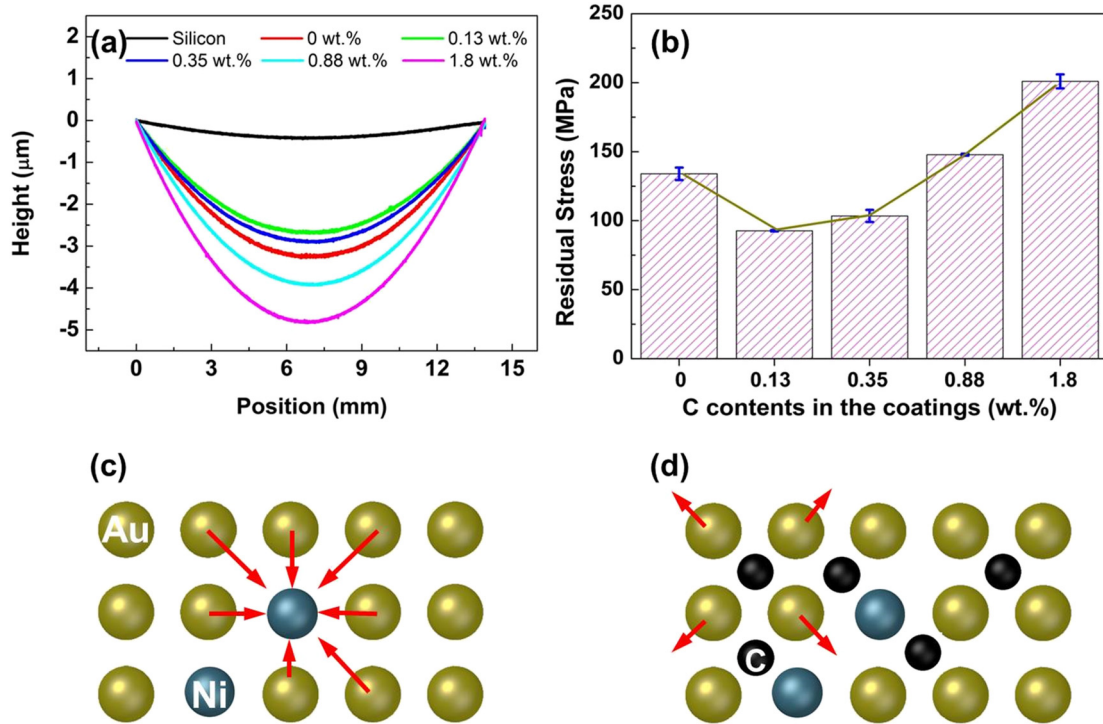 (a)
Silicon 0 wt.% 0.13 wt.%
0.35 wt.% 0.88 wt.% 1.8 wt.%
Height (μm)
2
1
0
-1
-2
-3
-4
-5
0 3 6 9 12 15
Position (mm)
(b)
Residual Stress (MPa)
250
200
150
100
50
0
0 0.13 0.35 0.88 1.8
C contents in the coatings (wt.%)
(c)
Au
Ni
(d)
C